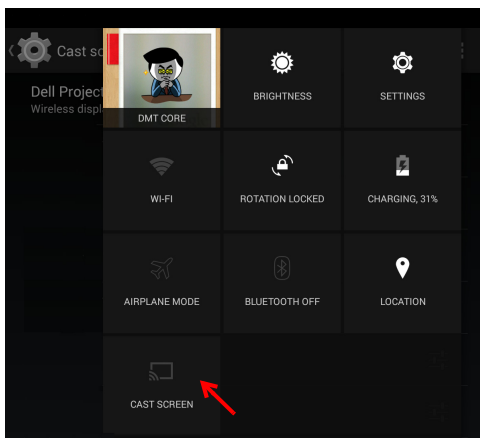 Cast sc
Dell Project
Wireless displ
DMT CORE
BRIGHTNESS
SETTINGS
WI-FI
ROTATION LOCKED
CHARGING, 31%
AIRPLANE MODE
BLUETOOTH OFF
LOCATION
CAST SCREEN